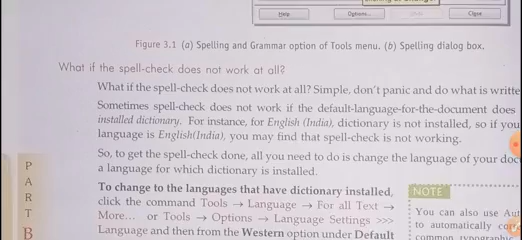 Help Options... Close
Figure 3.1 (a) Spelling and Grammar option of Tools menu. (b) Spelling dialog box.
What if the spell-check does not work at all?
What if the spell-check does not work at all? Simple, don't panic and do what is writte
Sometimes spell-check does not work if the default-language-for-the-document does
installed dictionary. For instance, for English (India), dictionary is not installed, so if you
language is English(India), you may find that spell-check is not working.
So, to get the spell-check done, all you need to do is change the language of your doc
a language for which dictionary is installed.
To change to the languages that have dictionary installed,
click the command Tools → Language → For all Text →
More... or Tools → Options → Language Settings >>>
Language and then from the Western option under Default
NOTE
You can also use Aut
to automatically co
common typographi
P
A
R
T
B